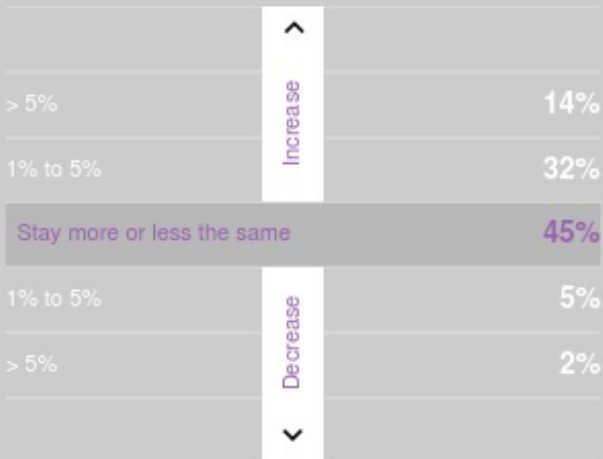 > 5%
14%
Increase
1% to 5%
32%
Stay more or less the same
45%
1% to 5%
5%
Decrease
> 5%
2%